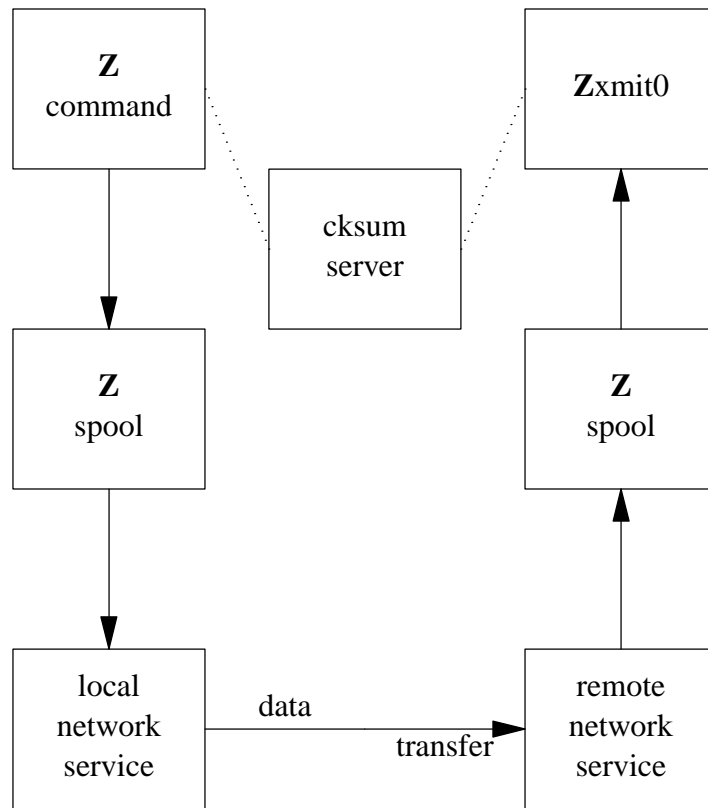 Z
command
Zxmit0
cksum
server
Z
spool
Z
spool
local
network
service
data
transfer
remote
network
service